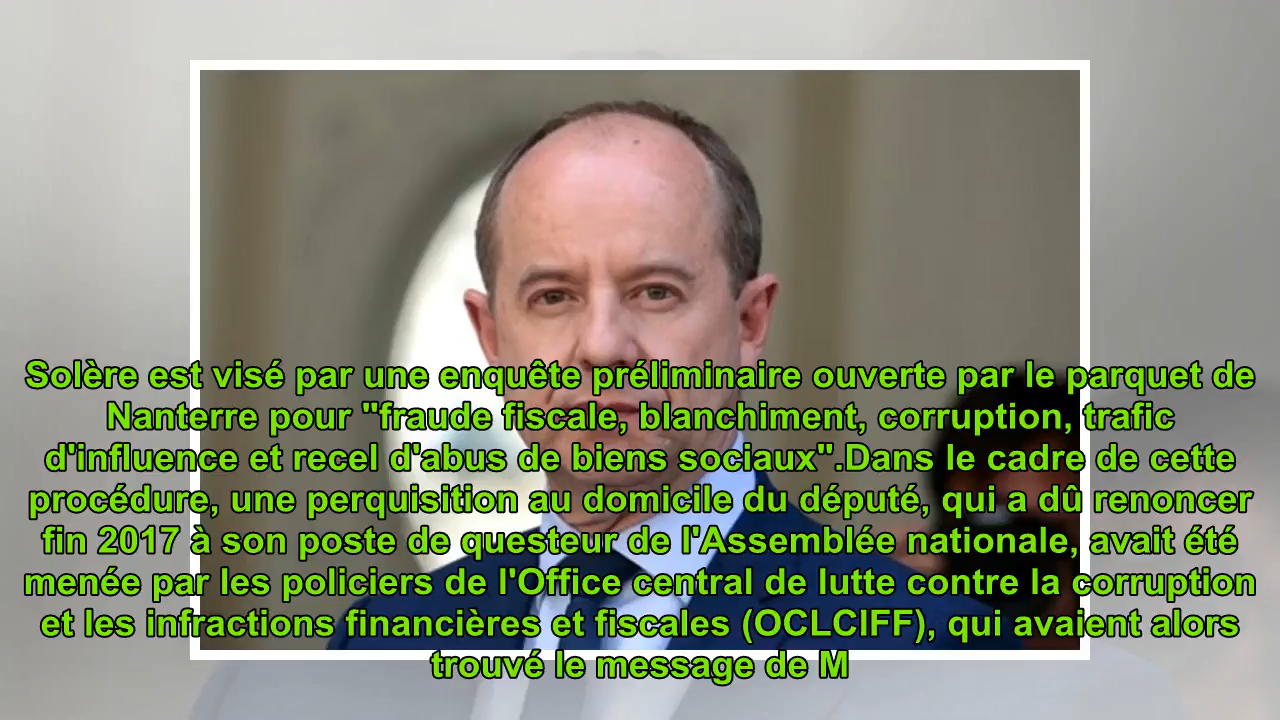 Solère est visé par une enquête préliminaire ouverte par le parquet de
Nanterre pour "fraude fiscale, blanchiment, corruption, trafic
d'influence et recel d'abus de biens sociaux".Dans le cadre de cette
procédure, une perquisition au domicile du député, qui a dû renoncer
fin 2017 à son poste de questeur de l'Assemblée nationale, avait été
menée par les policiers de l'Office central de lutte contre la corruption
et les infractions financières et fiscales (OCLCIFF), qui avaient alors
trouvé le message de M